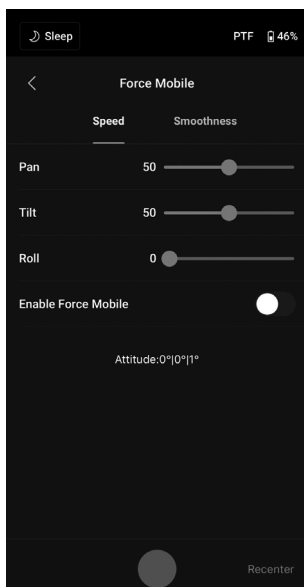 Sleep PTF 46%
Force Mobile
Speed Smoothness
Pan 50
Tilt 50
Roll 0
Enable Force Mobile
Attitude:0°|0°|1°
Recenter